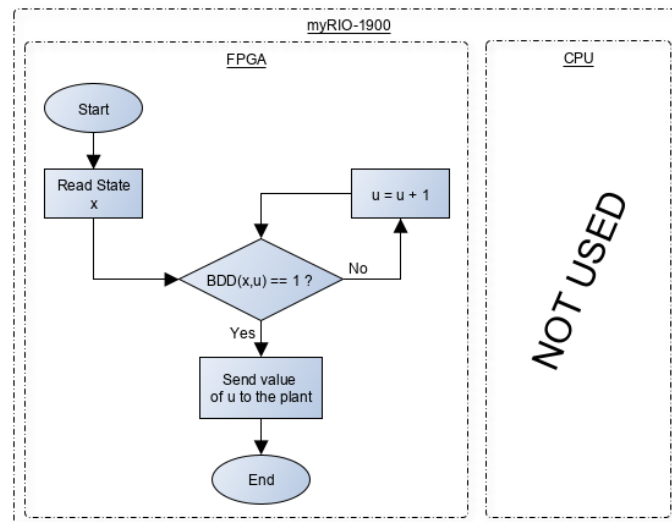 myRIO-1900
FPGA
Start
Read State
x
u = u + 1
BDD(x,u) == 1 ?
No
Yes
Send value
of u to the plant
End
CPU
NOT USED